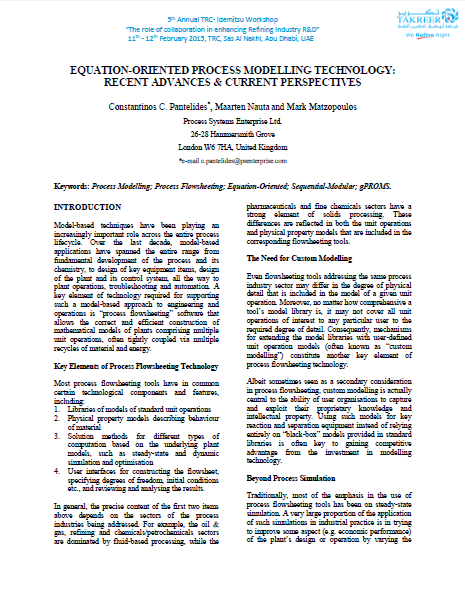 5th Annual TRC- Idemitsu Workshop
"The role of collaboration in enhancing Refining Industry R&D"
11th - 12th February 2015, TRC, Sas Al Nakhl, Abu Dhabi, UAE
TAKREER
We Refine Right
EQUATION-ORIENTED PROCESS MODELLING TECHNOLOGY:
RECENT ADVANCES & CURRENT PERSPECTIVES
Constantinos C. Pantelides*, Maarten Nauta and Mark Matzopoulos
Process Systems Enterprise Ltd.
26-28 Hammersmith Grove
London W6 7HA, United Kingdom
*e-mail c.pantelides@psenterprise.com
Keywords: Process Modelling; Process Flowsheeting; Equation-Oriented; Sequential-Modular; gPROMS.
INTRODUCTION
Model-based techniques have been playing an
increasingly important role across the entire process
lifecycle. Over the last decade, model-based
applications have spanned the entire range from
fundamental development of the process and its
chemistry, to design of key equipment items, design
of the plant and its control system, all the way to
plant operations, troubleshooting and automation. A
key element of technology required for supporting
such a model-based approach to engineering and
operations is "process flowsheeting" software that
allows the correct and efficient construction of
mathematical models of plants comprising multiple
unit operations, often tightly coupled via multiple
recycles of material and energy.
Key Elements of Process Flowsheeting Technology
Most process flowsheeting tools have in common
certain technological components and features,
including:
1. Libraries of models of standard unit operations
2. Physical property models describing behaviour
of material
3. Solution methods for different types of
computation based on the underlying plant
models, such as steady-state and dynamic
simulation and optimisation
4. User interfaces for constructing the flowsheet,
specifying degrees of freedom, initial conditions
etc., and reviewing and analysing the results.
In general, the precise content of the first two items
above depends on the sectors of the process
industries being addressed. For example, the oil &
gas, refining and chemicals/petrochemicals sectors
are dominated by fluid-based processing, while the
pharmaceuticals and fine chemicals sectors have a
strong element of solids processing. These
differences are reflected in both the unit operations
and physical property models that are included in the
corresponding flowsheeting tools.
The Need for Custom Modelling
Even flowsheeting tools addressing the same process
industry sector may differ in the degree of physical
detail that is included in the model of a given unit
operation. Moreover, no matter how comprehensive a
tool's model library is, it may not cover all unit
operations of interest to any particular user to the
required degree of detail. Consequently, mechanisms
for extending the model libraries with user-defined
unit operation models (often known as "custom
modelling") constitute another key element of
process flowsheeting technology.
Albeit sometimes seen as a secondary consideration
in process flowsheeting, custom modelling is actually
central to the ability of user organisations to capture
and exploit their proprietary knowledge and
intellectual property. Using such models for key
reaction and separation equipment instead of relying
entirely on "black-box" models provided in standard
libraries is often key to gaining competitive
advantage from the investment in modelling
technology.
Beyond Process Simulation
Traditionally, most of the emphasis in the use of
process flowsheeting tools has been on steady-state
simulation. A very large proportion of the application
of such simulations in industrial practice is in trying
to improve some aspect (e.g. economic performance)
of the plant's design or operation by varying the